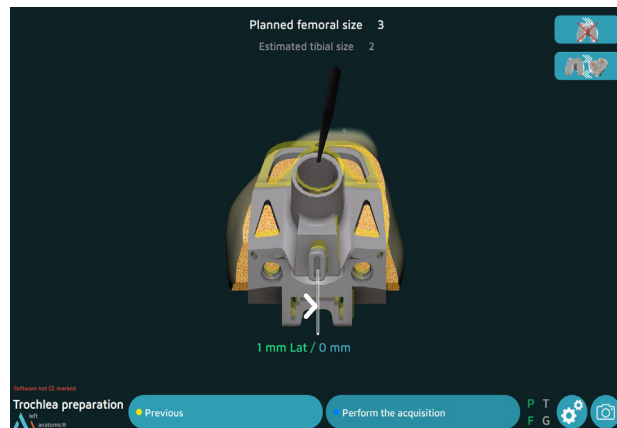 Planned femoral size 3
Estimated tibial size 2
1 mm Lat / 0 mm
Software not CE marked
Trochlea preparation
left
anatomic®
Previous
Perform the acquisition
P T
F G